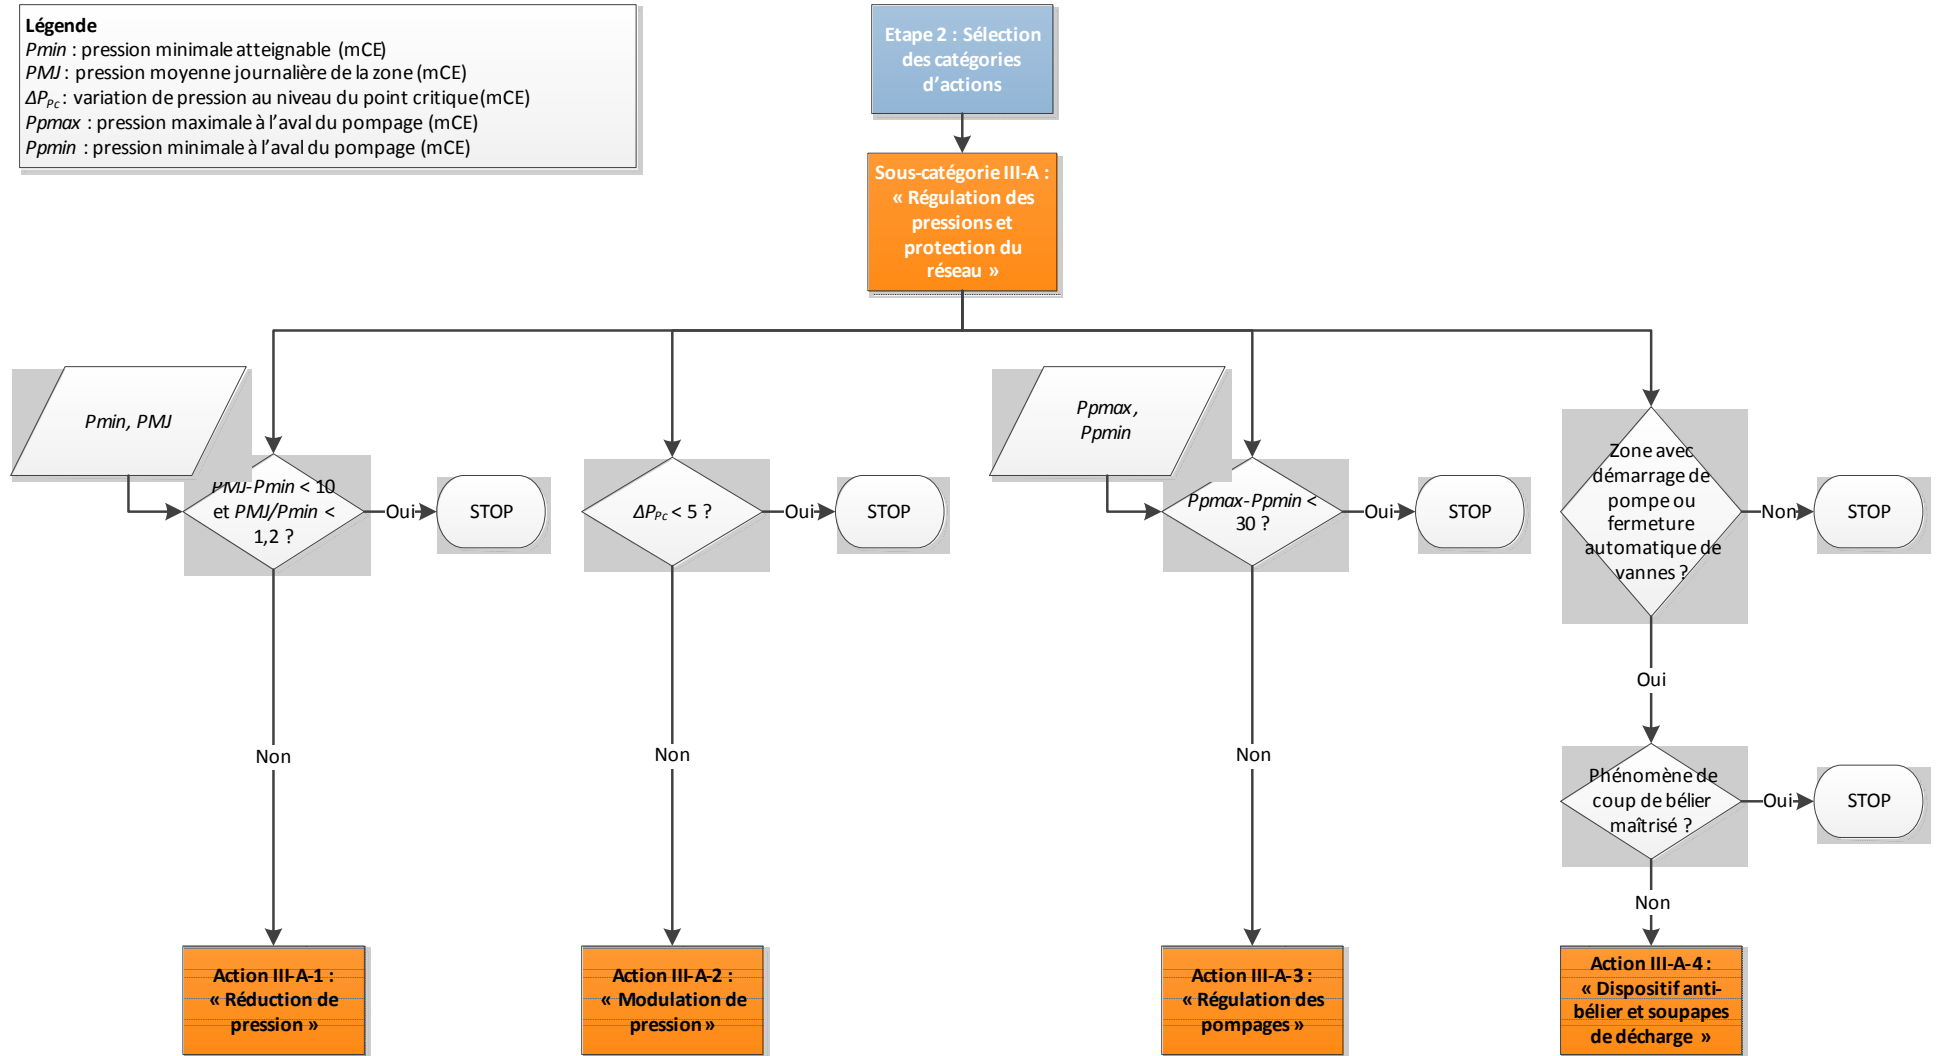 Légende
Pmin : pression minimale atteignable (mCE)
PMJ : pression moyenne journalière de la zone (mCE)
ΔPPc : variation de pression au niveau du point critique (mCE)
Ppmax : pression maximale à l'aval du pompage (mCE)
Ppmin : pression minimale à l'aval du pompage (mCE)
Etape 2 : Sélection
des catégories
d'actions
Sous-catégorie III-A :
« Régulation des
pressions et
protection du
réseau »
Pmin, PMJ
PMJ-Pmin < 10
et PMJ/Pmin <
1,2 ?
Oui
STOP
ΔPPc < 5 ?
Oui
STOP
Ppmax,
Ppmin
Ppmax-Ppmin <
30 ?
Oui
STOP
Zone avec
démarrage de
pompe ou
fermeture
automatique de
vannes ?
Non
STOP
Oui
Phénomène de
coup de bélier
maîtrisé ?
Oui
STOP
Non
Non
Non
Non
Action III-A-1 :
« Réduction de
pression »
Action III-A-2 :
« Modulation de
pression »
Action III-A-3 :
« Régulation des
pompages »
Action III-A-4 :
« Dispositif anti-
bélier et soupapes
de décharge »